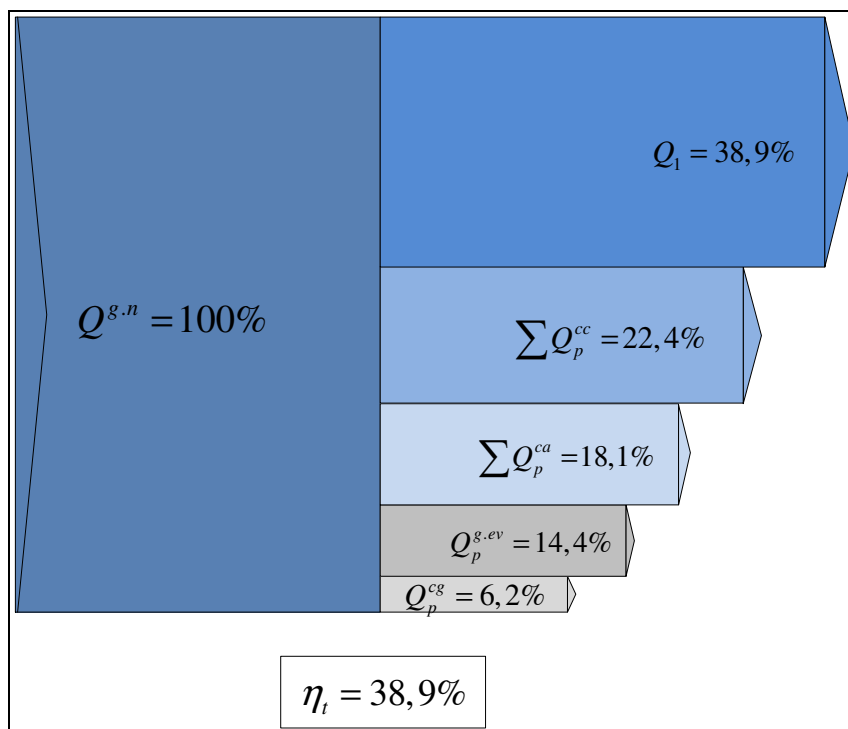 Q₁ = 38,9%
Q^{g.n} = 100%
∑ Q_p^{cc} = 22,4%
∑ Q_p^{ca} = 18,1%
Q_p^{g.ev} = 14,4%
Q_p^{cg} = 6,2%
η_t = 38,9%